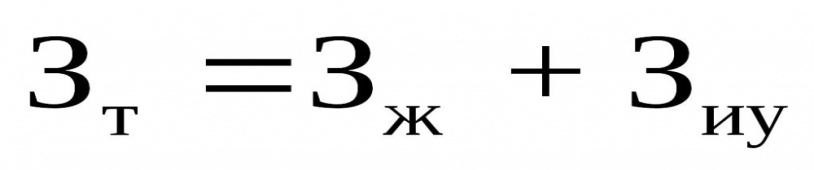 З_т = З_ж + З_иу